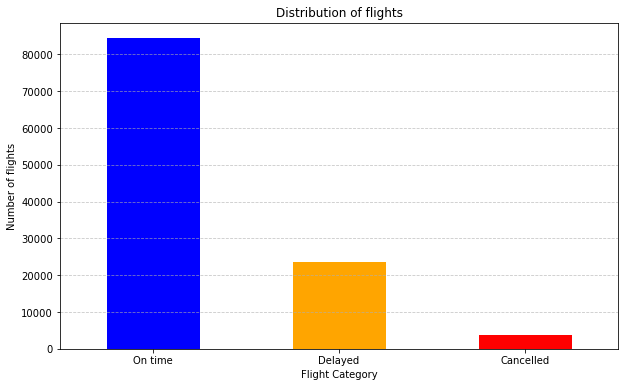 Distribution of flights
Number of flights
80000
70000
60000
50000
40000
30000
20000
10000
0
On time
Delayed
Cancelled
Flight Category